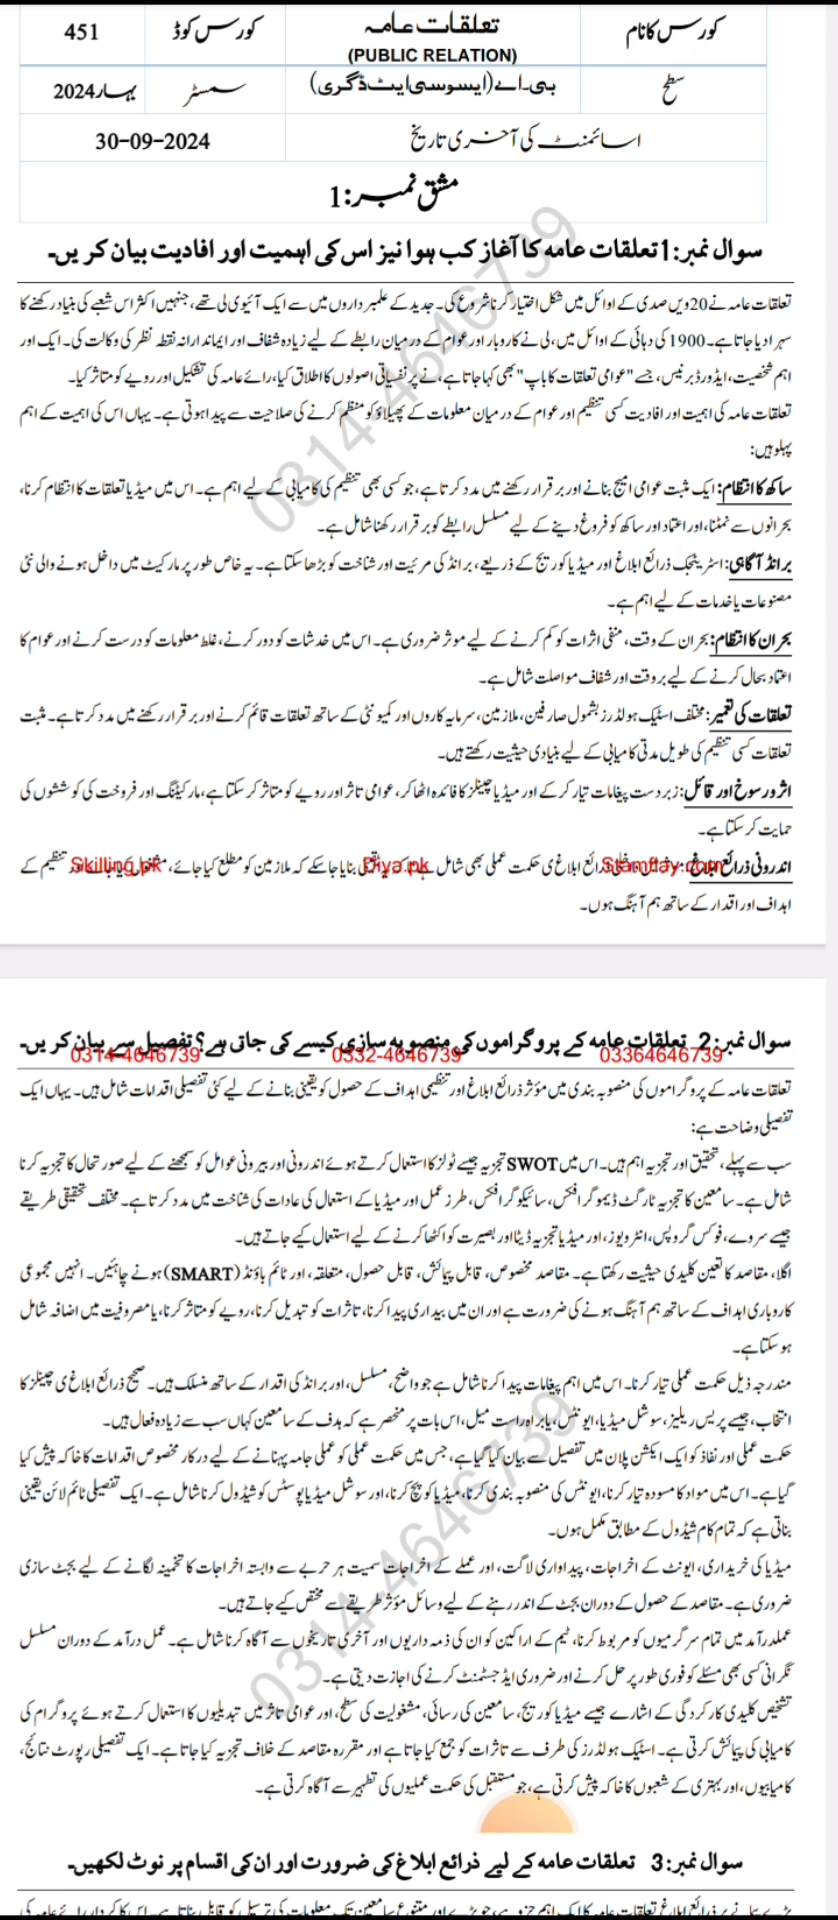 کورس کا نام تعلقات عامہ کورس کوڈ 451
(PUBLIC RELATION)
سطح بی۔اے (ایسوسی ایٹ ڈگری) سمسٹر بہار 2024
اسائمنٹ کی آخری تاریخ 30-09-2024
مشق نمبر: 1
سوال نمبر: 1 تعلقات عامہ کا آغاز کب ہوا نیز اس کی اہمیت اور افادیت بیان کریں۔
تعلقات عامہ نے 20ویں صدی کے اوائل میں شکل اختیار کرنا شروع کی۔ جدید کے علمبرداروں میں سے ایک آئیوی لی تھے، جنہیں اکثر اس شعبے کی بنیاد رکھنے کا
سہرا دیا جاتا ہے۔ 1900 کی دہائی کے اوائل میں، لی نے کاروبار اور عوام کے درمیان رابطے کے لیے زیادہ شفاف اور ایماندارانہ نقطہ نظر کی وکالت کی۔ ایک اور
اہم شخصیت، ایڈورڈ برنیس، جسے "عوامی تعلقات کا باپ" بھی کہا جاتا ہے، نے پر نفسیاتی اصولوں کا اطلاق کیا، رائے عامہ کی تشکیل اور رویے کو متاثر کیا۔
تعلقات عامہ کی اہمیت اور افادیت کسی تنظیم اور عوام کے درمیان معلومات کے پھیلاؤ کو منظم کرنے کی صلاحیت سے پیدا ہوتی ہے۔ یہاں اس کی اہمیت کے اہم
پہلو ہیں:
ساکھ کا انتظام: ایک مثبت عوامی امیج بنانے اور برقرار رکھنے میں مدد کرتا ہے، جو کسی بھی تنظیم کی کامیابی کے لیے اہم ہے۔ اس میں میڈیا تعلقات کا انتظام کرنا،
بحرانوں سے نمٹنا، اور اعتماد اور ساکھ کو فروغ دینے کے لیے مسلسل رابطے کو برقرار رکھنا شامل ہے۔
برانڈ آگاہی: اسٹریٹجک ذرائع ابلاغ اور میڈیا کوریج کے ذریعے، برانڈ کی مرئیت اور شناخت کو بڑھا سکتا ہے۔ یہ خاص طور پر مارکیٹ میں داخل ہونے والی نئی
مصنوعات یا خدمات کے لیے اہم ہے۔
بحران کا انتظام: بحران کے وقت، منفی اثرات کو کم کرنے کے لیے موثر ضروری ہے۔ اس میں خدشات کو دور کرنے، غلط معلومات کو درست کرنے اور عوام کا
اعتماد بحال کرنے کے لیے بروقت اور شفاف مواصلت شامل ہے۔
تعلقات کی تعمیر: مختلف اسٹیک ہولڈرز بشمول صارفین، ملازمین، سرمایہ کاروں اور کمیونٹی کے ساتھ تعلقات قائم کرنے اور برقرار رکھنے میں مدد کرتا ہے۔ مثبت
تعلقات کسی تنظیم کی طویل مدتی کامیابی کے لیے بنیادی حیثیت رکھتے ہیں۔
اثر و رسوخ اور قائل: زبردست پیغامات تیار کر کے اور میڈیا چینلز کا فائدہ اٹھا کر، عوامی تاثر اور رویے کو متاثر کر سکتا ہے، مارکیٹنگ اور فروخت کی کوششوں کی
حمایت کر سکتا ہے۔
اندرونی ذرائع ابلاغ: ذرائع ابلاغ ی حکمت عملی بھی شامل بنایا جا سکے کہ ملازمین کو مطلع کیا جائے، تنظیم کے
Skilling.pk Diya.pk Stamflay.com
اہداف اور اقدار کے ساتھ ہم آہنگ ہوں۔
سوال نمبر: 2 تعلقات عامہ کے پروگراموں کی منصوبہ سازی کیسے کی جاتی ہے؟ تفصیل سے بیان کریں۔
0314-4646739 0332-4646739 03364646739
تعلقات عامہ کے پروگراموں کی منصوبہ بندی میں مؤثر ذرائع ابلاغ اور تنظیمی اہداف کے حصول کو یقینی بنانے کے لیے کئی تفصیلی اقدامات شامل ہیں۔ یہاں ایک
تفصیلی وضاحت ہے:
سب سے پہلے، تحقیق اور تجزیہ اہم ہیں۔ اس میں SWOT تجزیہ جیسے ٹولز کا استعمال کرتے ہوئے اندرونی اور بیرونی عوامل کو سمجھنے کے لیے صورتحال کا تجزیہ کرنا
شامل ہے۔ سامعین کا تجزیہ ٹارگٹ ڈیموگرافکس، سائیکوگرافکس، طرز عمل اور میڈیا کے استعمال کی عادات کی شناخت میں مدد کرتا ہے۔ مختلف تحقیقی طریقے
جیسے سروے، فوکس گروپس، انٹرویوز، اور میڈیا تجزیہ ڈیٹا اور بصیرت کو اکٹھا کرنے کے لیے استعمال کیے جاتے ہیں۔
اگلا، مقاصد کا تعین کلیدی حیثیت رکھتا ہے۔ مقاصد مخصوص، قابل پیمائش، قابل حصول، متعلقہ، اور ٹائم باؤنڈ (SMART) ہونے چاہئیں۔ انہیں مجموعی
کاروباری اہداف کے ساتھ ہم آہنگ ہونے کی ضرورت ہے اور ان میں بیداری پیدا کرنا، تاثرات کو تبدیل کرنا، رویے کو متاثر کرنا، یا مصروفیت میں اضافہ شامل
ہو سکتا ہے۔
مندرجہ ذیل حکمت عملی تیار کرنا۔ اس میں اہم پیغامات پیدا کرنا شامل ہے جو واضح، مسلسل، اور برانڈ کی اقدار کے ساتھ منسلک ہیں۔ صحیح ذرائع ابلاغ ی چینلز کا
انتخاب، جیسے پریس ریلیز، سوشل میڈیا، ایونٹس، یا براہ راست میل، اس بات پر منحصر ہے کہ ہدف کے سامعین کہاں سب سے زیادہ فعال ہیں۔
حکمت عملی اور نفاذ کو ایک ایکشن پلان میں تفصیل سے بیان کیا گیا ہے، جس میں حکمت عملی کو عملی جامہ پہنانے کے لیے درکار مخصوص اقدامات کا خاکہ پیش کیا
گیا ہے۔ اس میں مواد کا مسودہ تیار کرنا، ایونٹس کی منصوبہ بندی کرنا، میڈیا کو پچ کرنا، اور سوشل میڈیا پوسٹس کو شیڈول کرنا شامل ہے۔ ایک تفصیلی ٹائم لائن یقینی
بناتی ہے کہ تمام کام شیڈول کے مطابق مکمل ہوں۔
میڈیا کی خریداری، ایونٹ کے اخراجات، پیداواری لاگت، اور عملے کے اخراجات سمیت ہر حربے سے وابستہ اخراجات کا تخمینہ لگانے کے لیے بجٹ سازی
ضروری ہے۔ مقاصد کے حصول کے دوران بجٹ کے اندر رہنے کے لیے وسائل مؤثر طریقے سے مختص کیے جاتے ہیں۔
عملدرآمد میں تمام سرگرمیوں کو مربوط کرنا، ٹیم کے اراکین کو ان کی ذمہ داریوں اور آخری تاریخوں سے آگاہ کرنا شامل ہے۔ عمل درآمد کے دوران مسلسل
نگرانی کسی بھی مسئلے کو فوری طور پر حل کرنے اور ضروری ایڈجسٹمنٹ کرنے کی اجازت دیتی ہے۔
تشخیص کلیدی کارکردگی کے اشارے جیسے میڈیا کوریج، سامعین کی رسائی، مشغولیت کی سطح، اور عوامی تاثر میں تبدیلیوں کا استعمال کرتے ہوئے پروگرام کی
کامیابی کی پیمائش کرتی ہے۔ اسٹیک ہولڈرز کی طرف سے تاثرات کو جمع کیا جاتا ہے اور مقررہ مقاصد کے خلاف تجزیہ کیا جاتا ہے۔ ایک تفصیلی رپورٹ نتائج،
کامیابیوں، اور بہتری کے شعبوں کا خاکہ پیش کرتی ہے، جو مستقبل کی حکمت عملیوں کی تطہیر سے آگاہ کرتی ہے۔
سوال نمبر: 3 تعلقات عامہ کے لیے ذرائع ابلاغ کی ضرورت اور ان کی اقسام پر نوٹ لکھیں۔
0314-4646739
0314-4646739